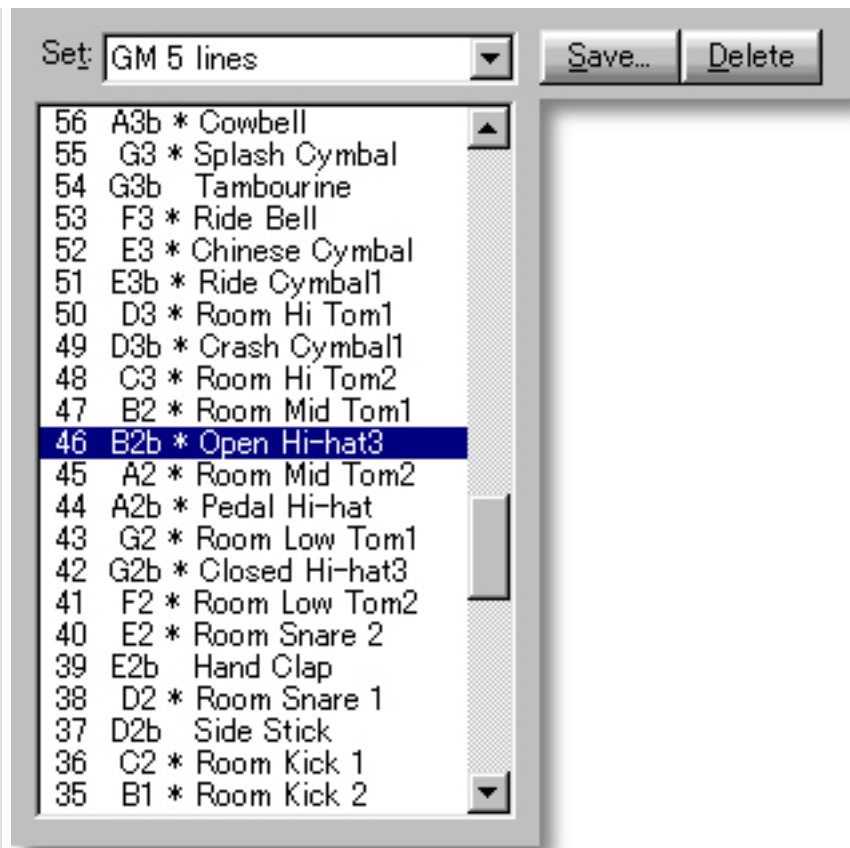 Set: GM 5 lines Save... Delete
56 A3b * Cowbell
55 G3 * Splash Cymbal
54 G3b Tambourine
53 F3 * Ride Bell
52 E3 * Chinese Cymbal
51 E3b * Ride Cymbal1
50 D3 * Room Hi Tom1
49 D3b * Crash Cymbal1
48 C3 * Room Hi Tom2
47 B2 * Room Mid Tom1
46 B2b * Open Hi-hat3
45 A2 * Room Mid Tom2
44 A2b * Pedal Hi-hat
43 G2 * Room Low Tom1
42 G2b * Closed Hi-hat3
41 F2 * Room Low Tom2
40 E2 * Room Snare 2
39 E2b Hand Clap
38 D2 * Room Snare 1
37 D2b Side Stick
36 C2 * Room Kick 1
35 B1 * Room Kick 2